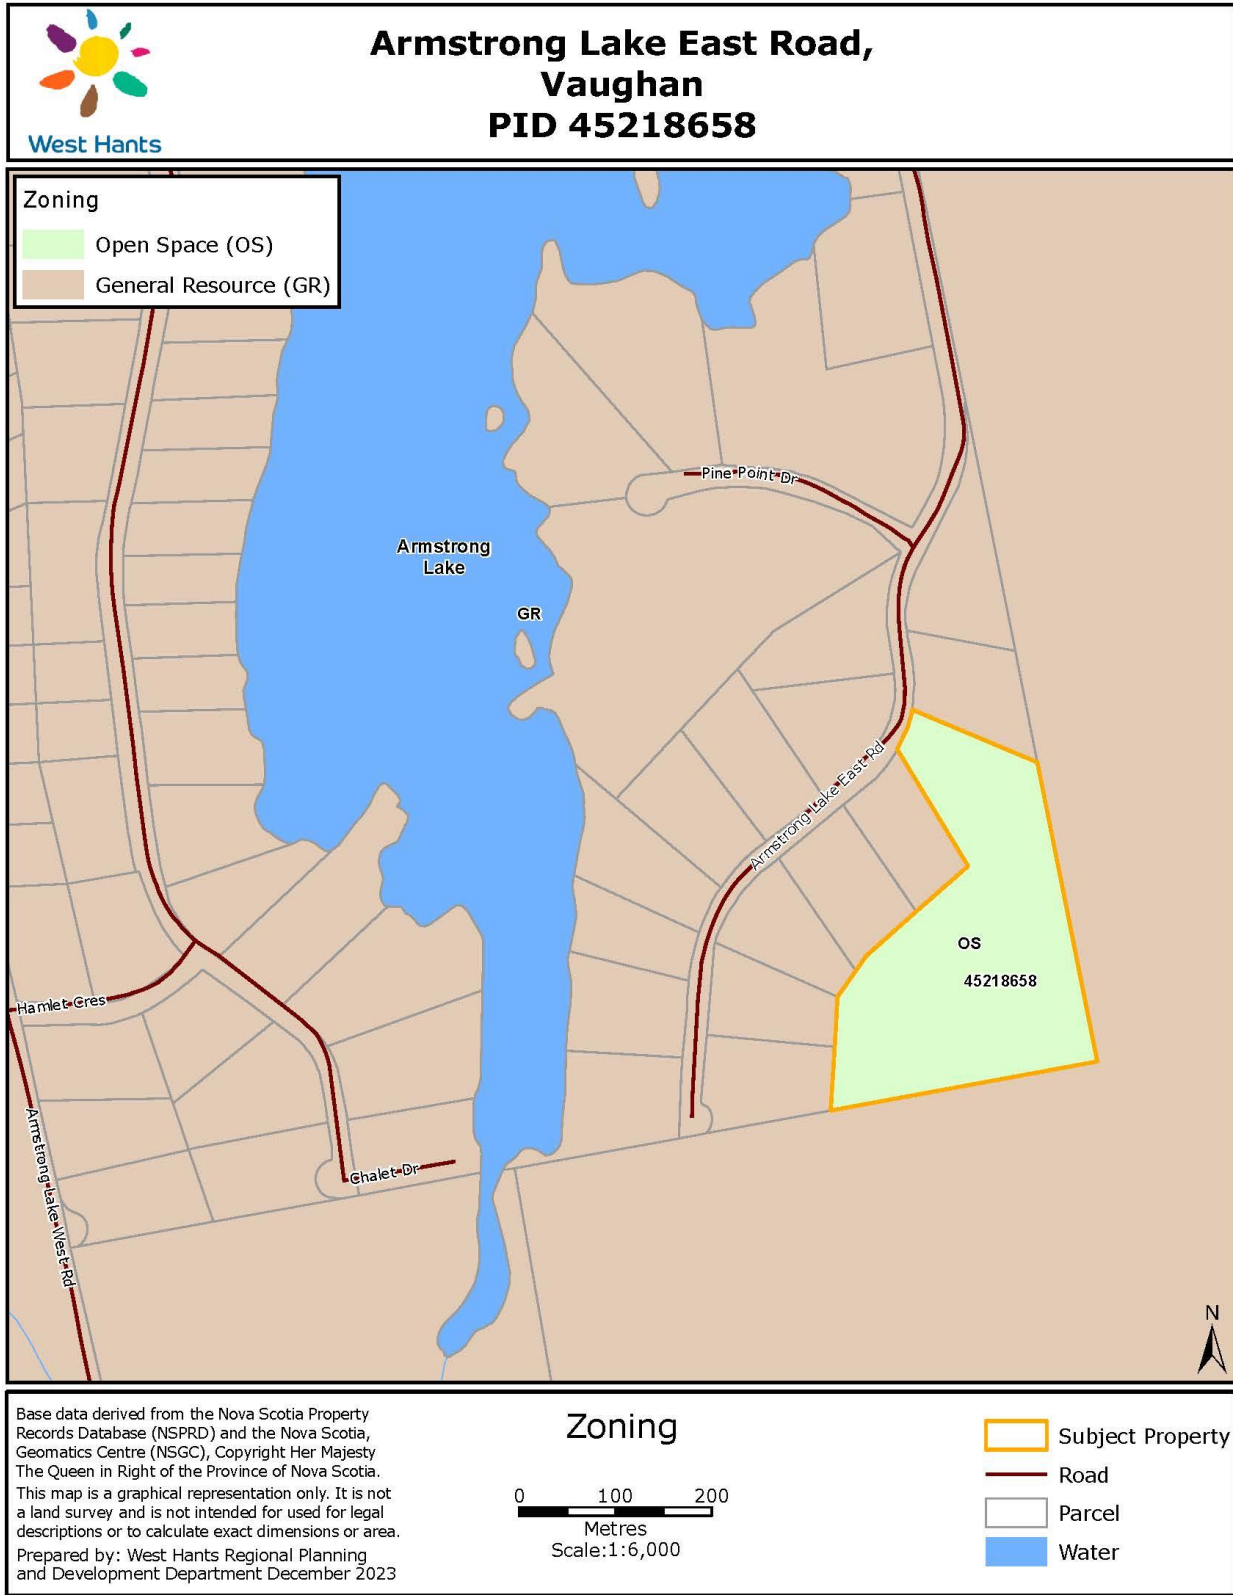 West Hants
Armstrong Lake East Road,
Vaughan
PID 45218658
Zoning
Open Space (OS)
General Resource (GR)
Pine Point Dr
Armstrong
Lake
GR
Armstrong Lake East Rd
OS
45218658
Hamlet Cres
Armstrong Lake West Rd
Chalet Dr
N
Base data derived from the Nova Scotia Property
Records Database (NSPRD) and the Nova Scotia,
Geomatics Centre (NSGC), Copyright Her Majesty
The Queen in Right of the Province of Nova Scotia.
This map is a graphical representation only. It is not
a land survey and is not intended for used for legal
descriptions or to calculate exact dimensions or area.
Prepared by: West Hants Regional Planning
and Development Department December 2023
Zoning
0 100 200
Metres
Scale:1:6,000
Subject Property
Road
Parcel
Water